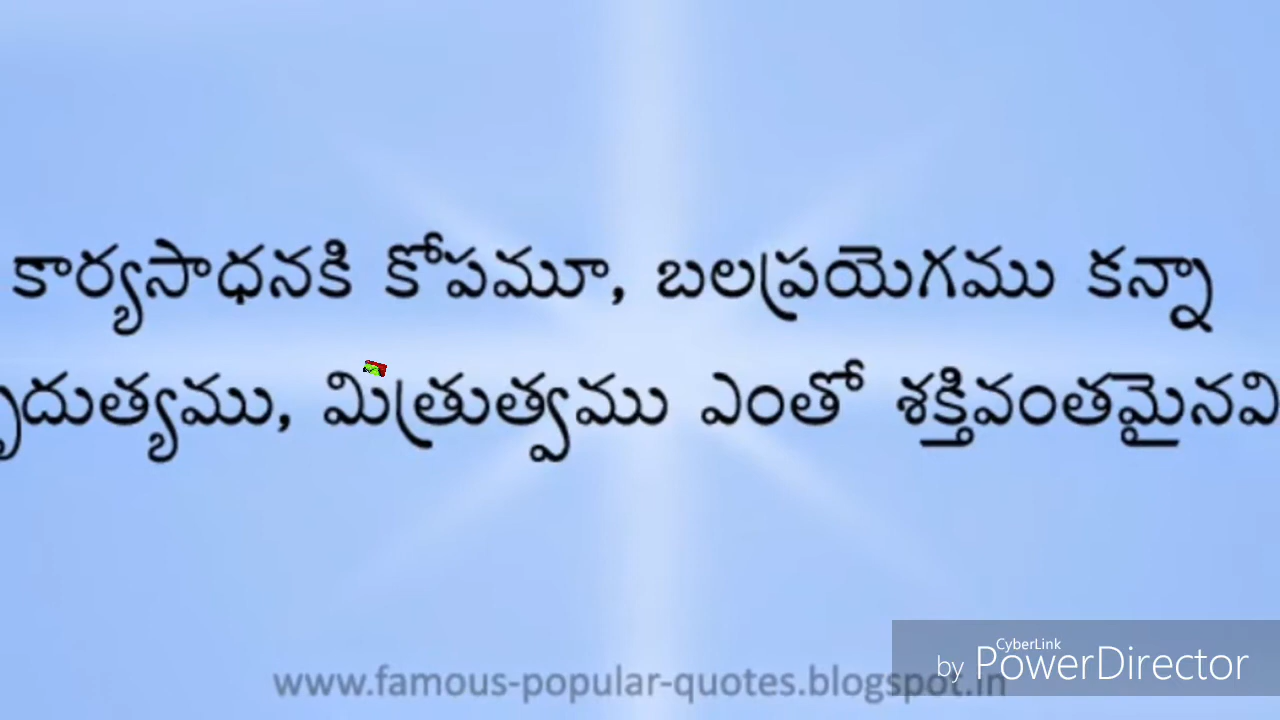 కార్యసాధనకి కోపమూ, బలప్రయెగము కన్నా
మిత్రుత్వము ఎంతో శక్తివంతమైనవి
CyberLink
by PowerDirector
www.famous-popular-quotes.blogspot.in